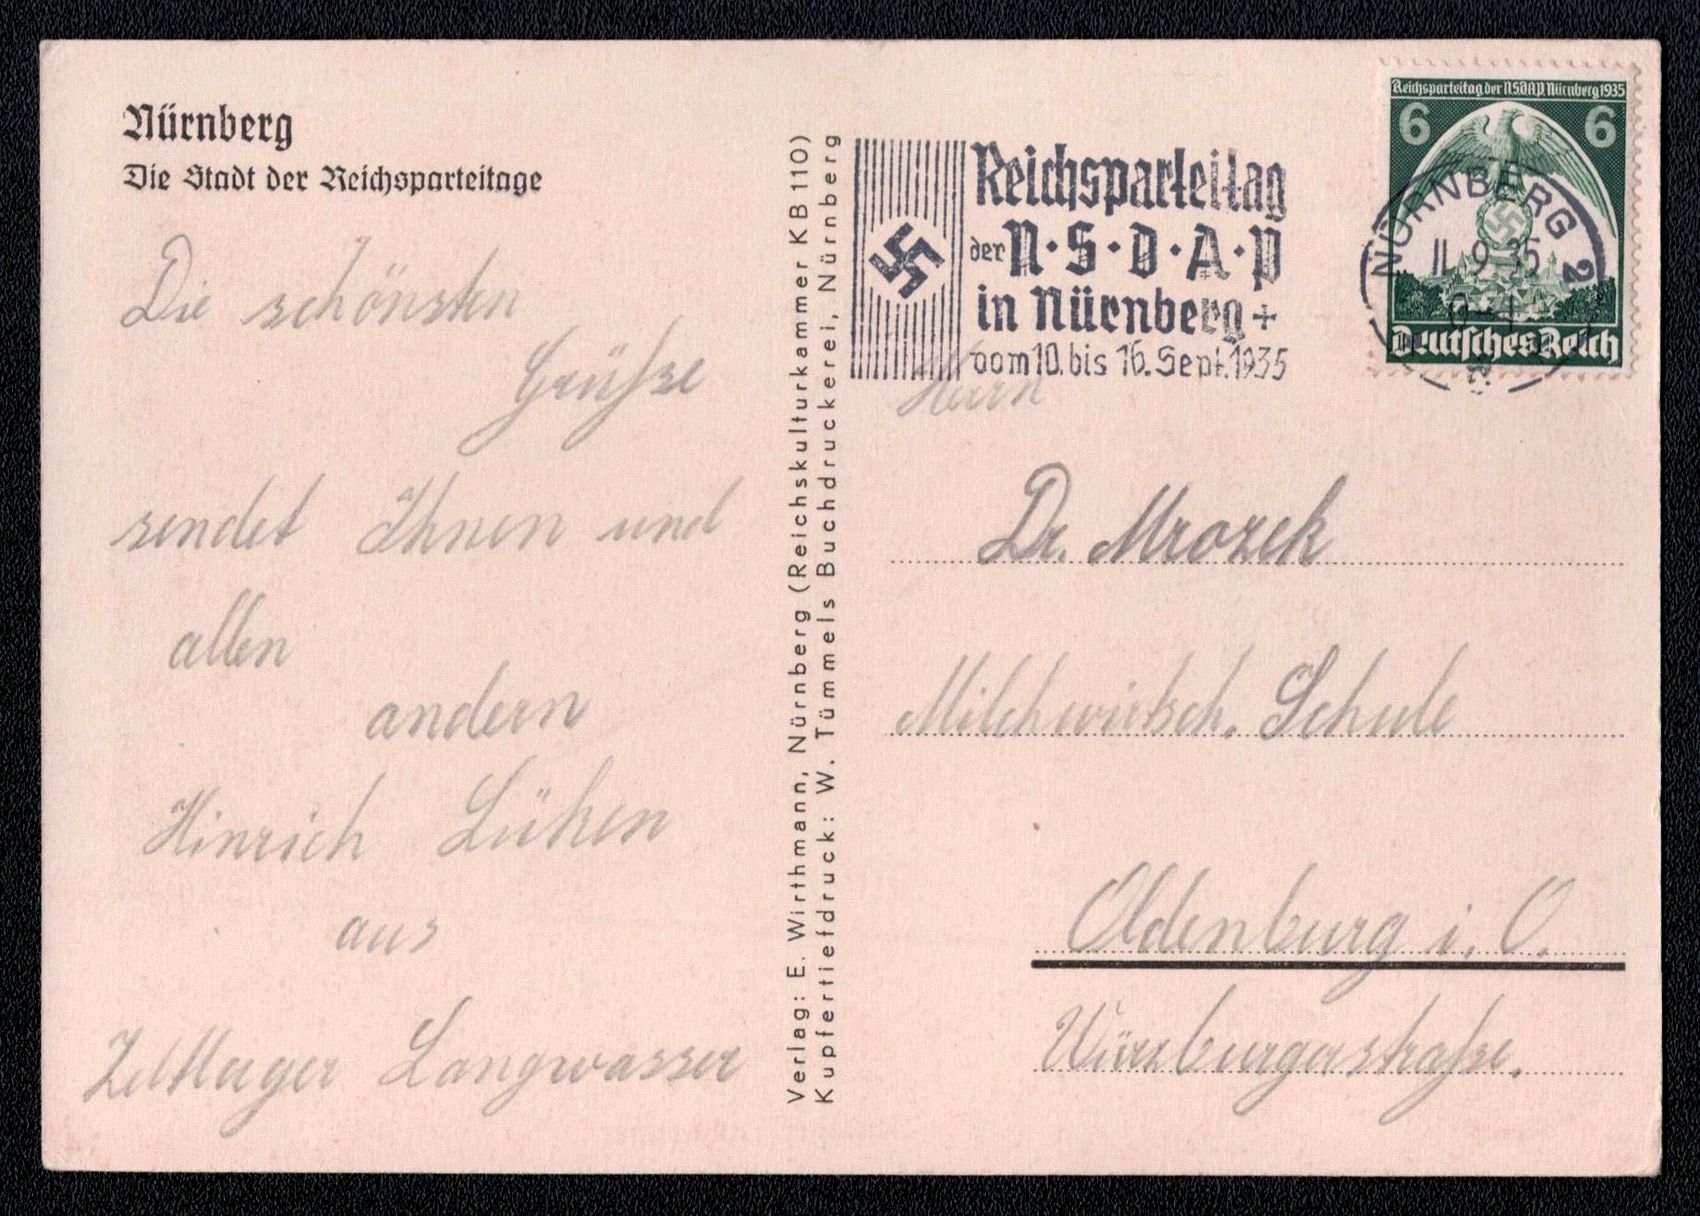 Nürnberg
Die Stadt der Reichsparteitage
Die schönsten
Grüsse
sendet Ihnen und
allen
andern
Hinrich Lühen
aus
Zeltlager Langwasser
Verlag: E. Wirthmann, Nürnberg (Reichskulturkammer KB 110)
Kupfertiefdruck: W. Tümmels Buchdruckerei, Nürnberg
Reichsparteitag
der N·S·D·A·P
in Nürnberg +
vom 10. bis 16. Sept. 1935
Reichsparteitag der N.S.D.A.P. Nürnberg 1935
6 6
Deutsches Reich
NÜRNBERG 2
11.9.35
Herrn
Dr. Mrozek
Milchwirtsch. Schule
Oldenburg i. O.
Würzburgerstrasse.